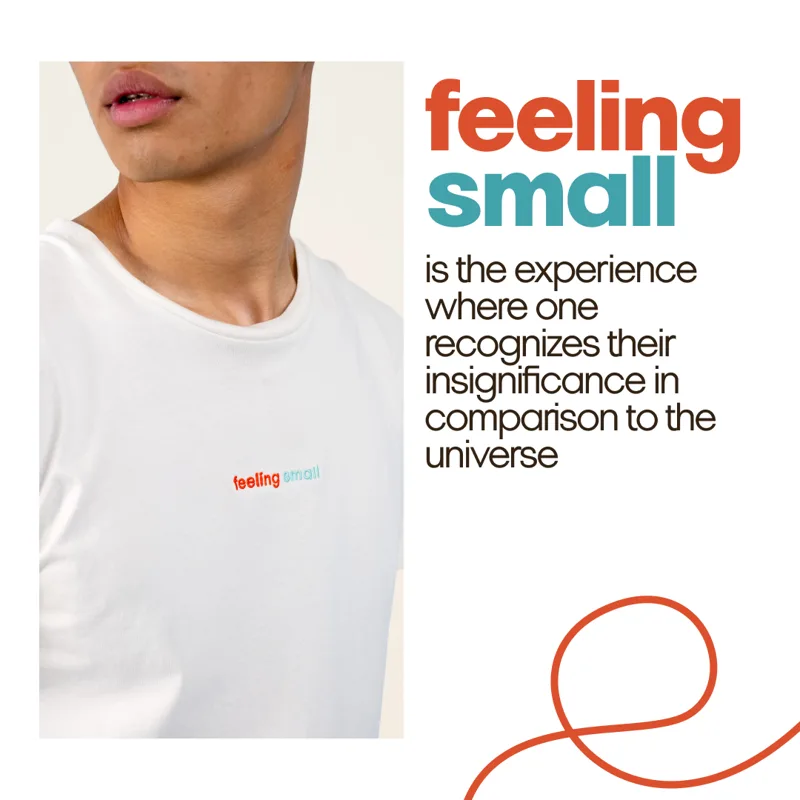 feeling
small
is the experience
where one
recognizes their
insignificance in
comparison to the
universe
feeling small